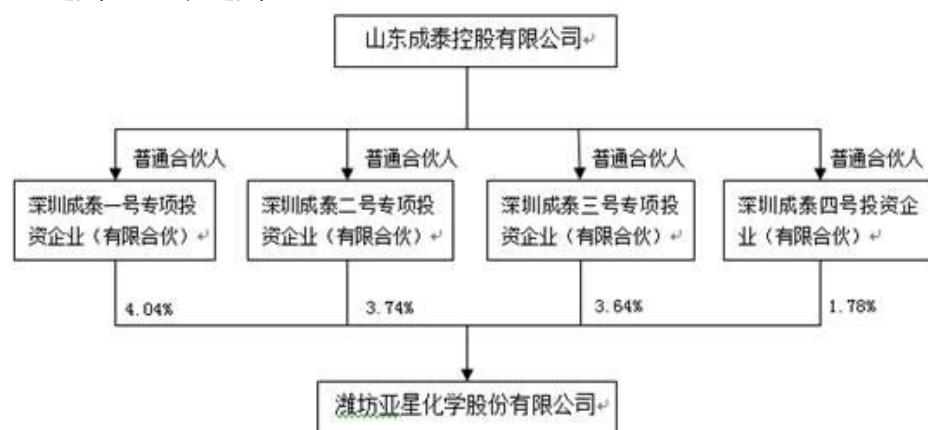 山东成泰控股有限公司
普通合伙人 普通合伙人 普通合伙人 普通合伙人
深圳成泰一号专项投
资企业（有限合伙）
深圳成泰二号专项投
资企业（有限合伙）
深圳成泰三号专项投
资企业（有限合伙）
深圳成泰四号投资企
业（有限合伙）
4.04% 3.74% 3.64% 1.78%
潍坊亚星化学股份有限公司